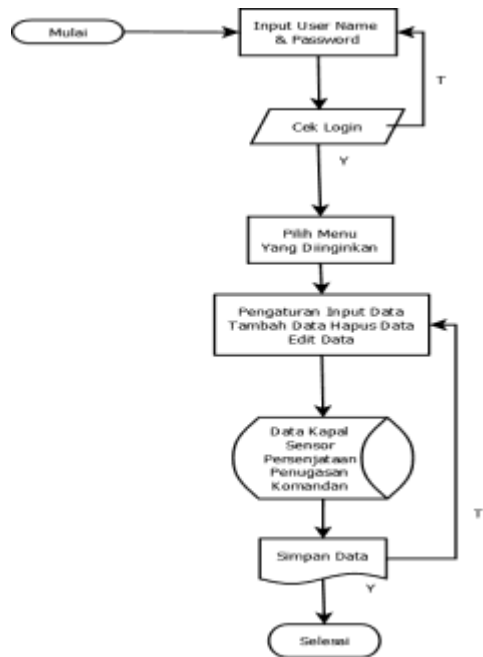 Mulai
Input User Name
& Password
T
Cek Login
Y
Pilih Menu
Yang Diinginkan
Pengaturan Input Data
Tambah Data Hapus Data
Edit Data
Data Kapal
Sensor
Persenjataan
Penugasan
Komandan
T
Simpan Data
Y
Selesai